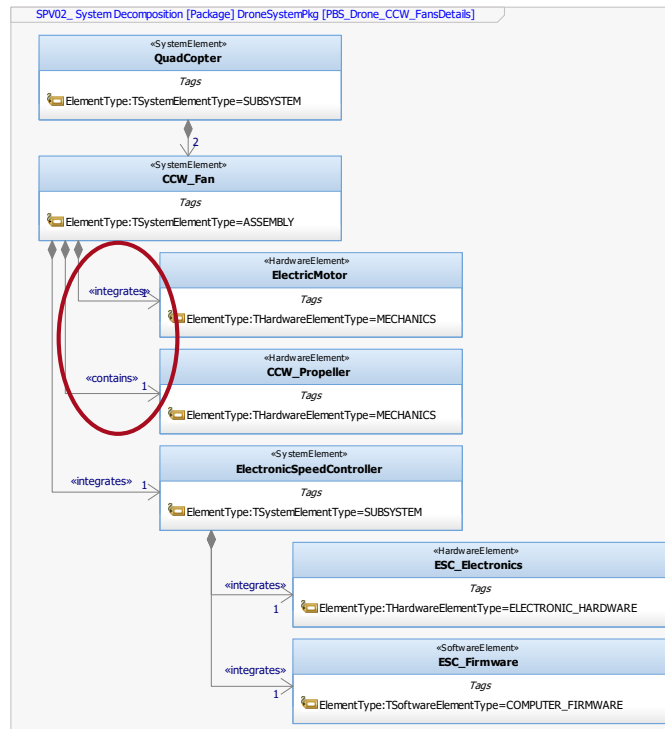 SPV02_ System Decomposition [Package] DroneSystemPkg [PBS_Drone_CCW_FansDetails]
«SystemElement»
QuadCopter
Tags
ElementType:TSystemElementType=SUBSYSTEM
2
«SystemElement»
CCW_Fan
Tags
ElementType:TSystemElementType=ASSEMBLY
«HardwareElement»
ElectricMotor
Tags
«integrates» 1
ElementType:THardwareElementType=MECHANICS
«HardwareElement»
CCW_Propeller
Tags
«contains» 1
ElementType:THardwareElementType=MECHANICS
«SystemElement»
ElectronicSpeedController
Tags
«integrates» 1
ElementType:TSystemElementType=SUBSYSTEM
«HardwareElement»
ESC_Electronics
Tags
«integrates»
1
ElementType:THardwareElementType=ELECTRONIC_HARDWARE
«SoftwareElement»
ESC_Firmware
Tags
«integrates»
1
ElementType:TSoftwareElementType=COMPUTER_FIRMWARE